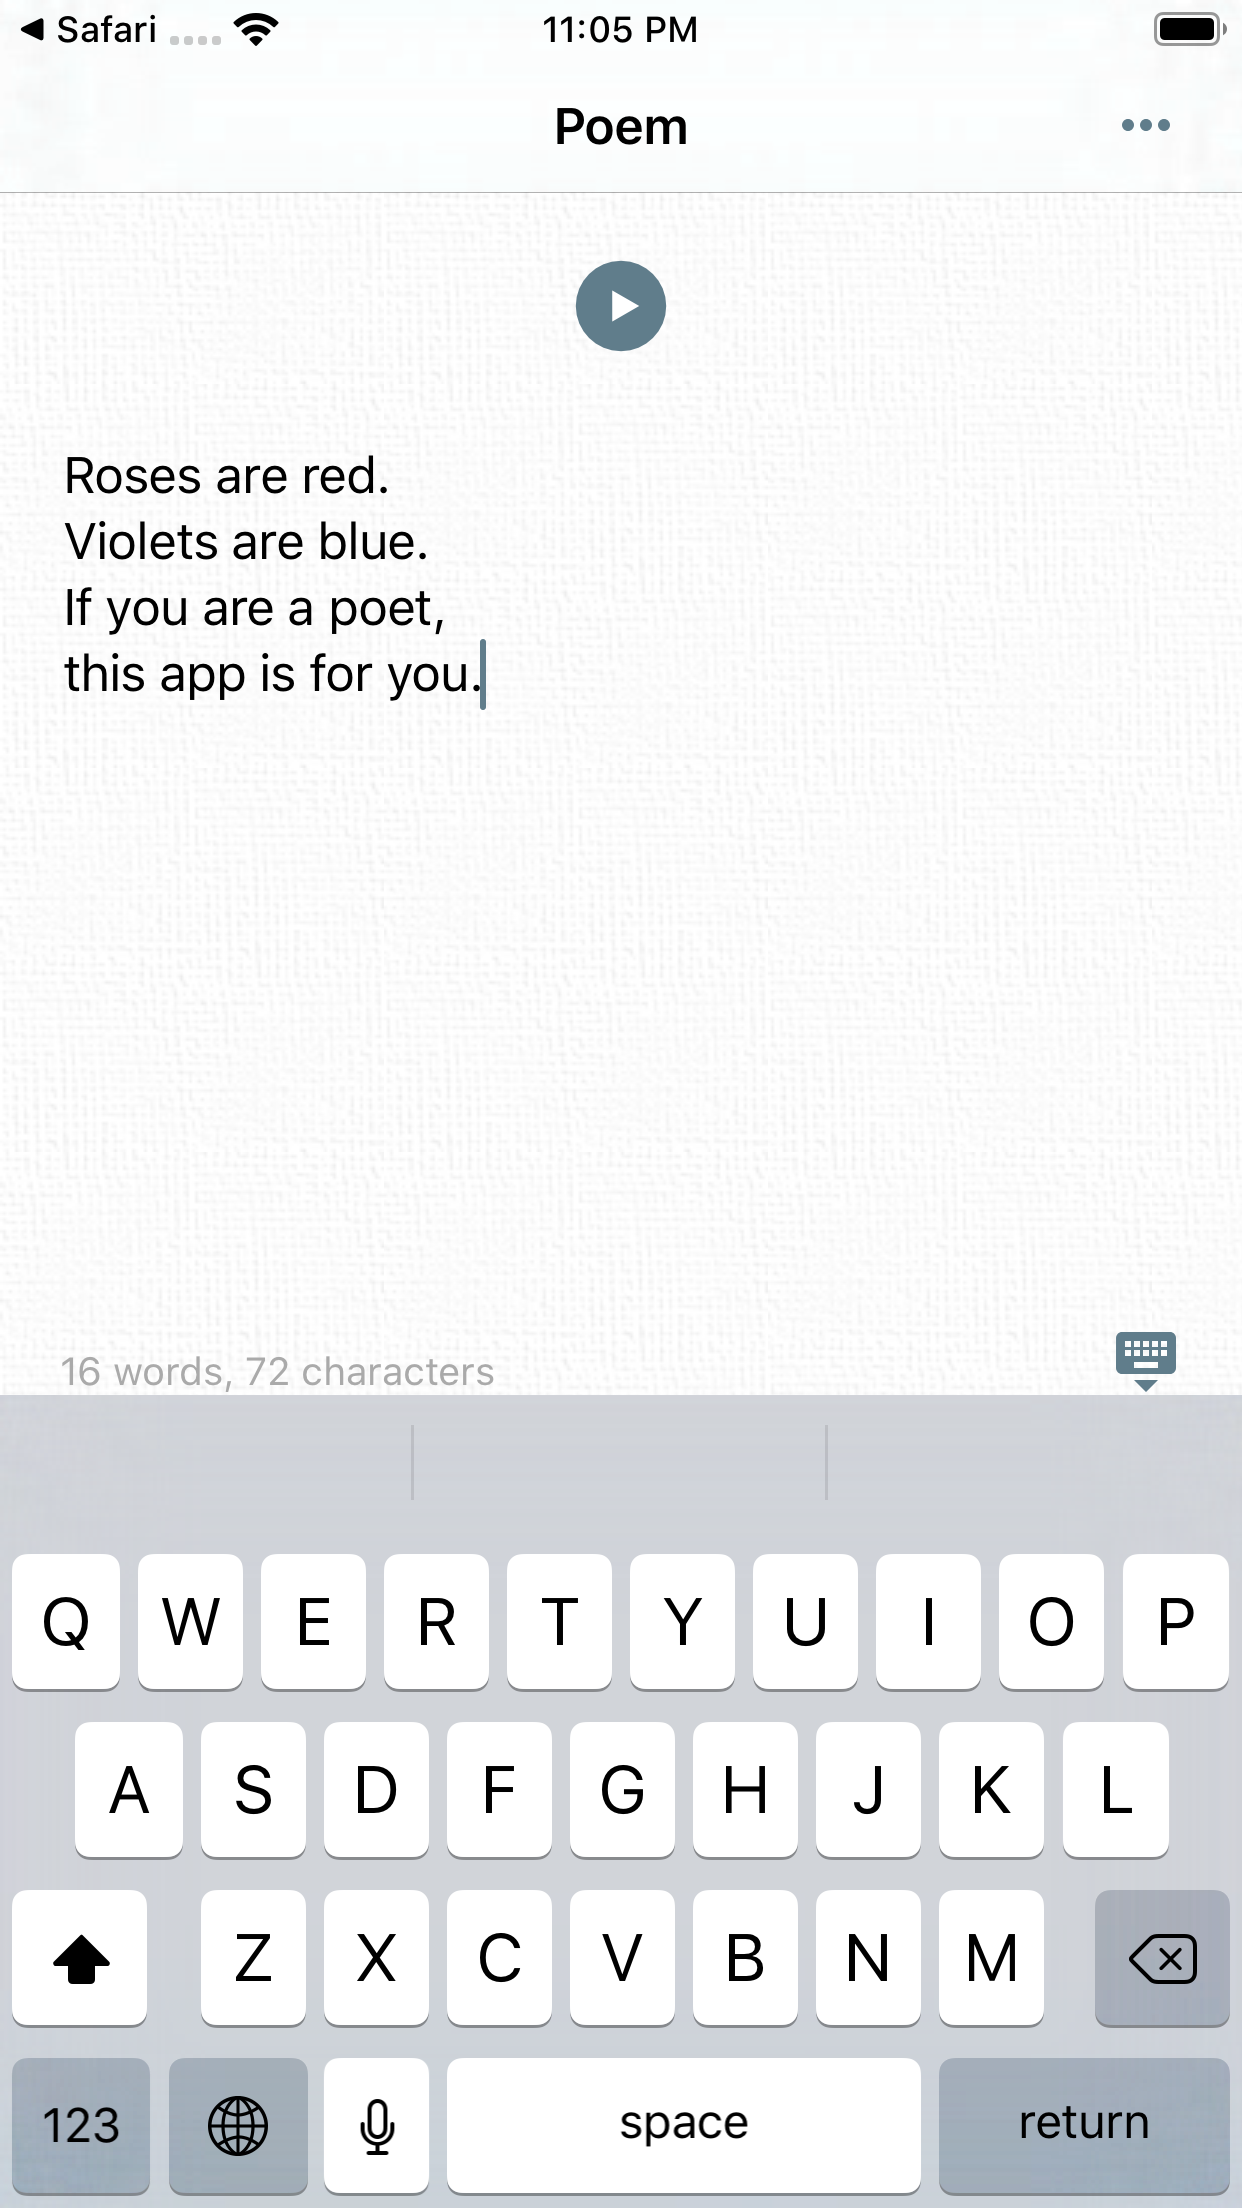 Safari
11:05 PM
Poem
Roses are red.
Violets are blue.
If you are a poet,
this app is for you.
16 words, 72 characters
Q W E R T Y U I O P
A S D F G H J K L
Z X C V B N M
123 space return